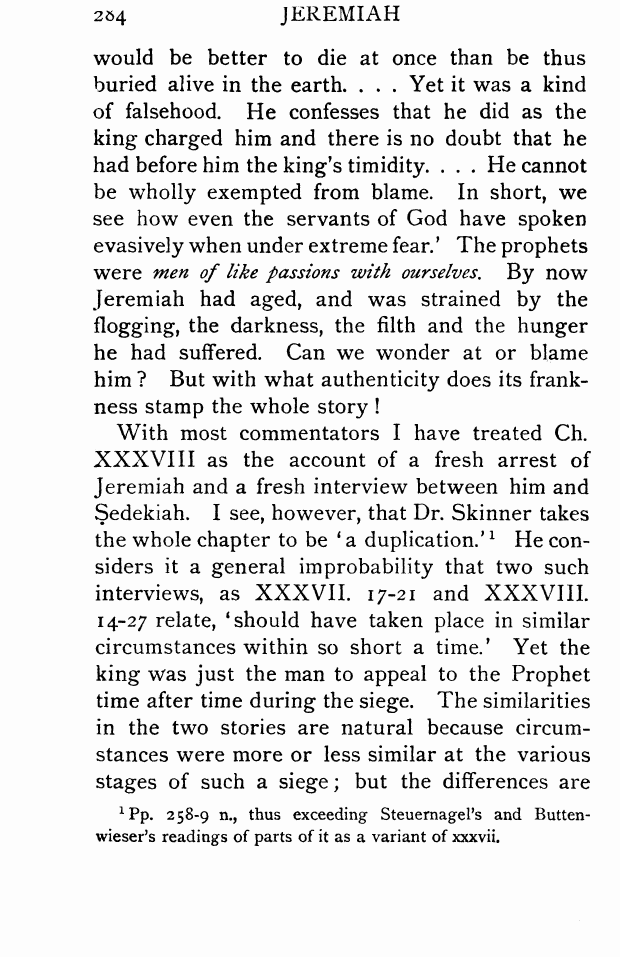 284 JEREMIAH
would be better to die at once than be thus
buried alive in the earth. . . . Yet it was a kind
of falsehood. He confesses that he did as the
king charged him and there is no doubt that he
had before him the king's timidity. . . . He cannot
be wholly exempted from blame. In short, we
see how even the servants of God have spoken
evasively when under extreme fear.' The prophets
were men of like passions with ourselves. By now
Jeremiah had aged, and was strained by the
flogging, the darkness, the filth and the hunger
he had suffered. Can we wonder at or blame
him? But with what authenticity does its frank-
ness stamp the whole story!
With most commentators I have treated Ch.
XXXVIII as the account of a fresh arrest of
Jeremiah and a fresh interview between him and
Ṣedekiah. I see, however, that Dr. Skinner takes
the whole chapter to be 'a duplication.'¹ He con-
siders it a general improbability that two such
interviews, as XXXVII. 17-21 and XXXVIII.
14-27 relate, 'should have taken place in similar
circumstances within so short a time.' Yet the
king was just the man to appeal to the Prophet
time after time during the siege. The similarities
in the two stories are natural because circum-
stances were more or less similar at the various
stages of such a siege; but the differences are
¹ Pp. 258-9 n., thus exceeding Steuernagel's and Butten-
wieser's readings of parts of it as a variant of xxxvii.